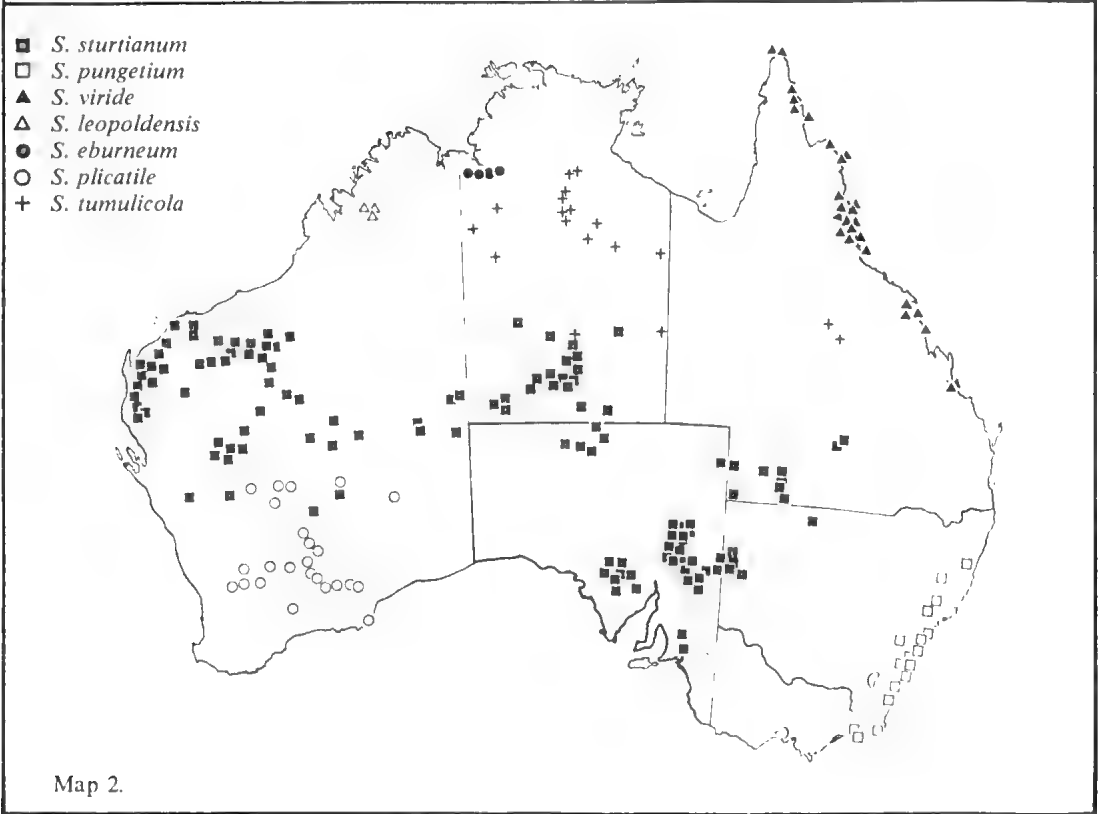 S. sturtianum
S. pungetium
S. viride
S. leopoldensis
S. eburneum
S. plicatile
S. tumulicola
Map 2.